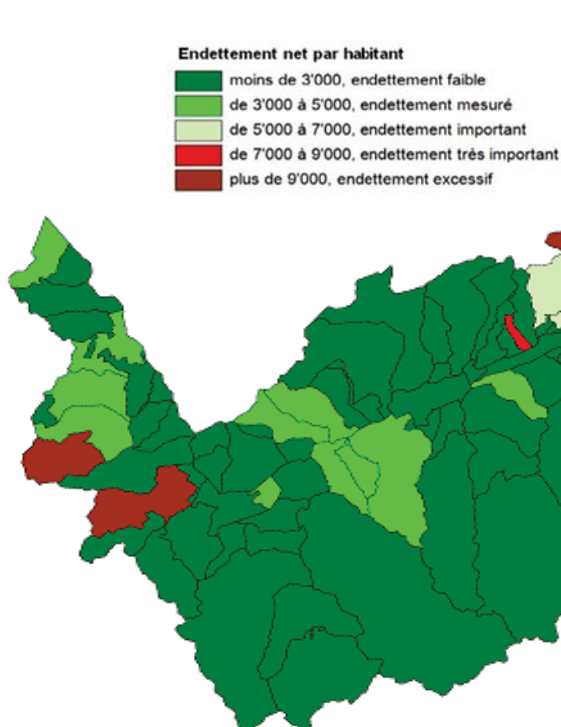 Endettement net par habitant
moins de 3'000, endettement faible
de 3'000 à 5'000, endettement mesuré
de 5'000 à 7'000, endettement important
de 7'000 à 9'000, endettement très important
plus de 9'000, endettement excessif